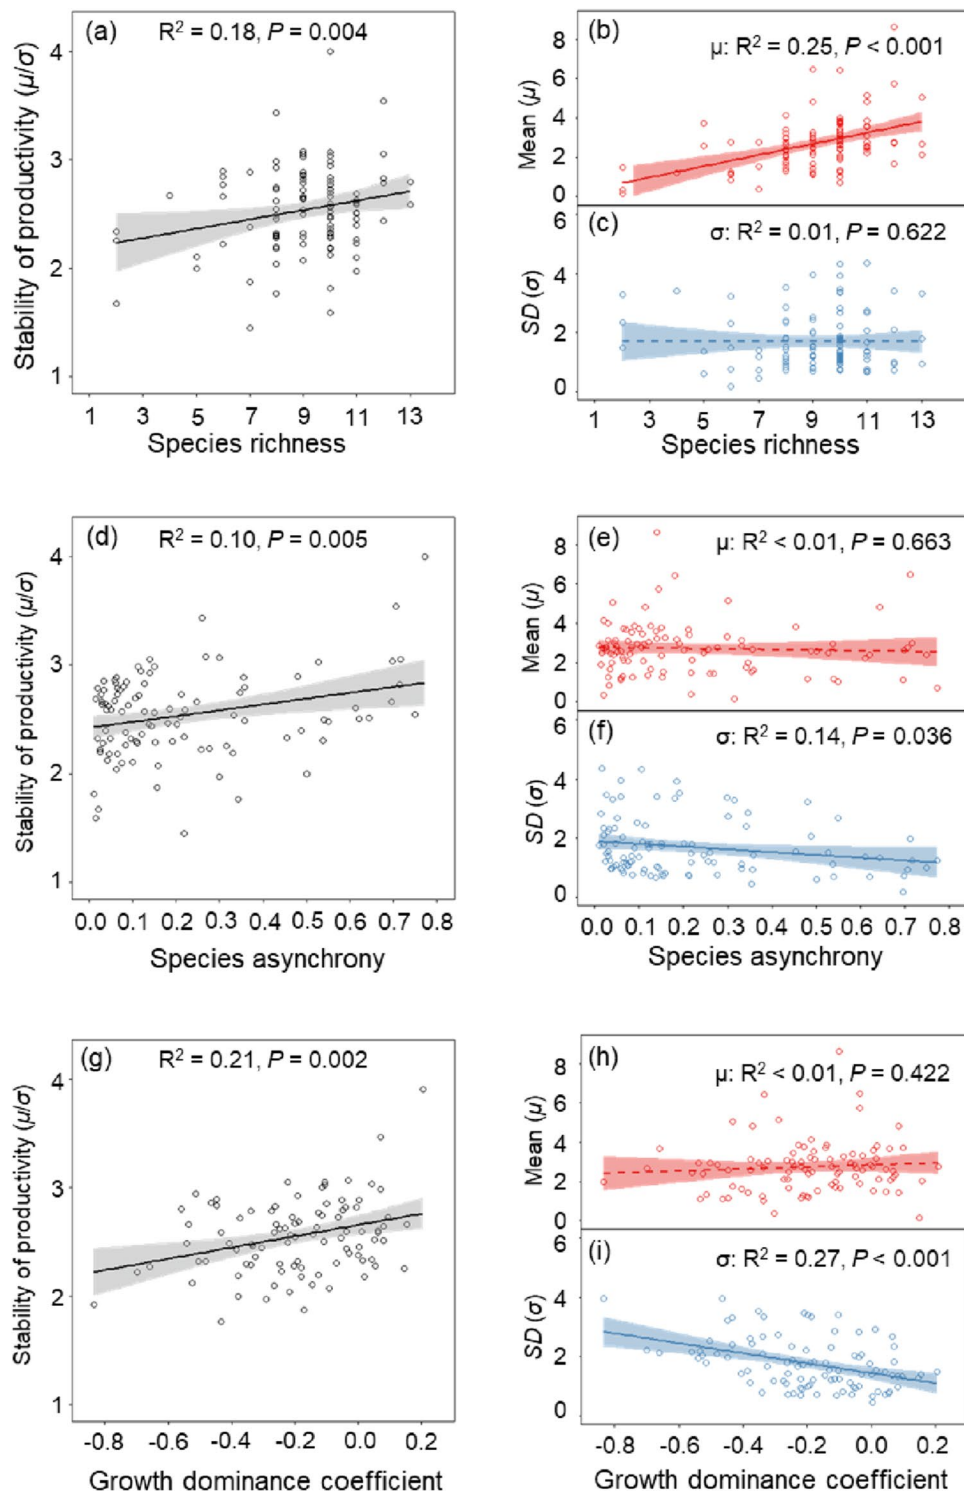 (a) R² = 0.18, P = 0.004
Stability of productivity (μ/σ)
4
3
2
1
1 3 5 7 9 11 13
Species richness
(b) μ: R² = 0.25, P < 0.001
Mean (μ)
8
6
4
2
0
(c) σ: R² = 0.01, P = 0.622
SD (σ)
6
4
2
0
1 3 5 7 9 11 13
Species richness
(d) R² = 0.10, P = 0.005
Stability of productivity (μ/σ)
4
3
2
1
0.0 0.1 0.2 0.3 0.4 0.5 0.6 0.7 0.8
Species asynchrony
(e) μ: R² < 0.01, P = 0.663
Mean (μ)
8
6
4
2
0
(f) σ: R² = 0.14, P = 0.036
SD (σ)
6
4
2
0
0.0 0.1 0.2 0.3 0.4 0.5 0.6 0.7 0.8
Species asynchrony
(g) R² = 0.21, P = 0.002
Stability of productivity (μ/σ)
4
3
2
1
-0.8 -0.6 -0.4 -0.2 0.0 0.2
Growth dominance coefficient
(h) μ: R² < 0.01, P = 0.422
Mean (μ)
8
6
4
2
0
(i) σ: R² = 0.27, P < 0.001
SD (σ)
6
4
2
0
-0.8 -0.6 -0.4 -0.2 0.0 0.2
Growth dominance coefficient